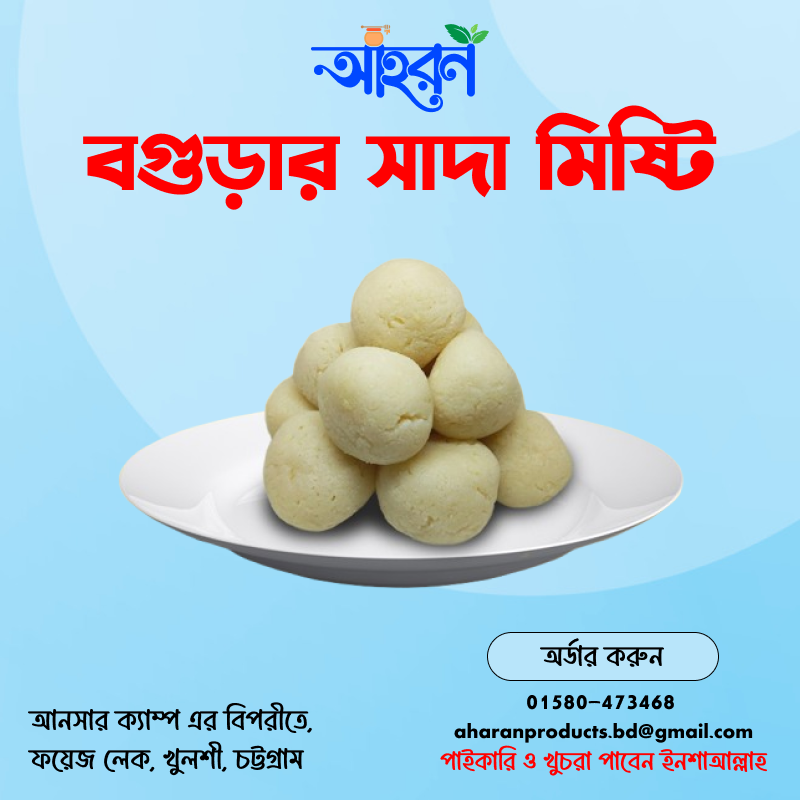 আহরন
বগুড়ার সাদা মিষ্টি
অর্ডার করুন
01580-473468
aharanproducts.bd@gmail.com
পাইকারি ও খুচরা পাবেন ইনশাআল্লাহ
আনসার ক্যাম্প এর বিপরীতে,
ফয়েজ লেক, খুলশী, চট্টগ্রাম